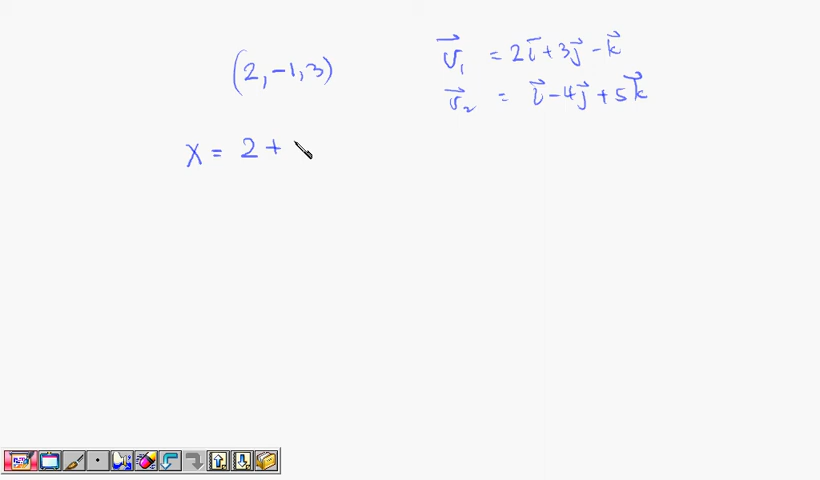 (2, -1, 3)
v⃗₁ = 2i⃗ + 3j⃗ - k⃗
v⃗₂ = i⃗ - 4j⃗ + 5k⃗
x = 2 +